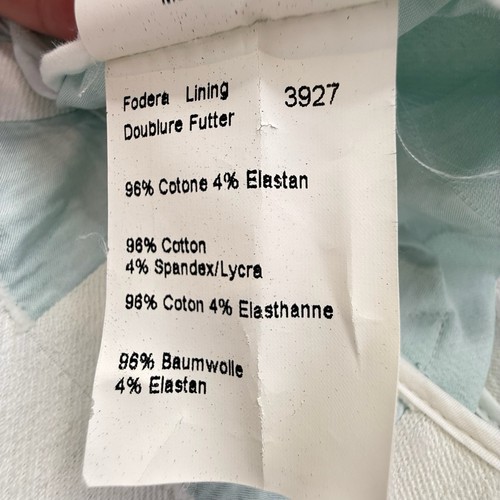 Fodera Lining 3927
Doublure Futter
96% Cotone 4% Elastan
96% Cotton
4% Spandex/Lycra
96% Coton 4% Elasthanne
96% Baumwolle
4% Elastan